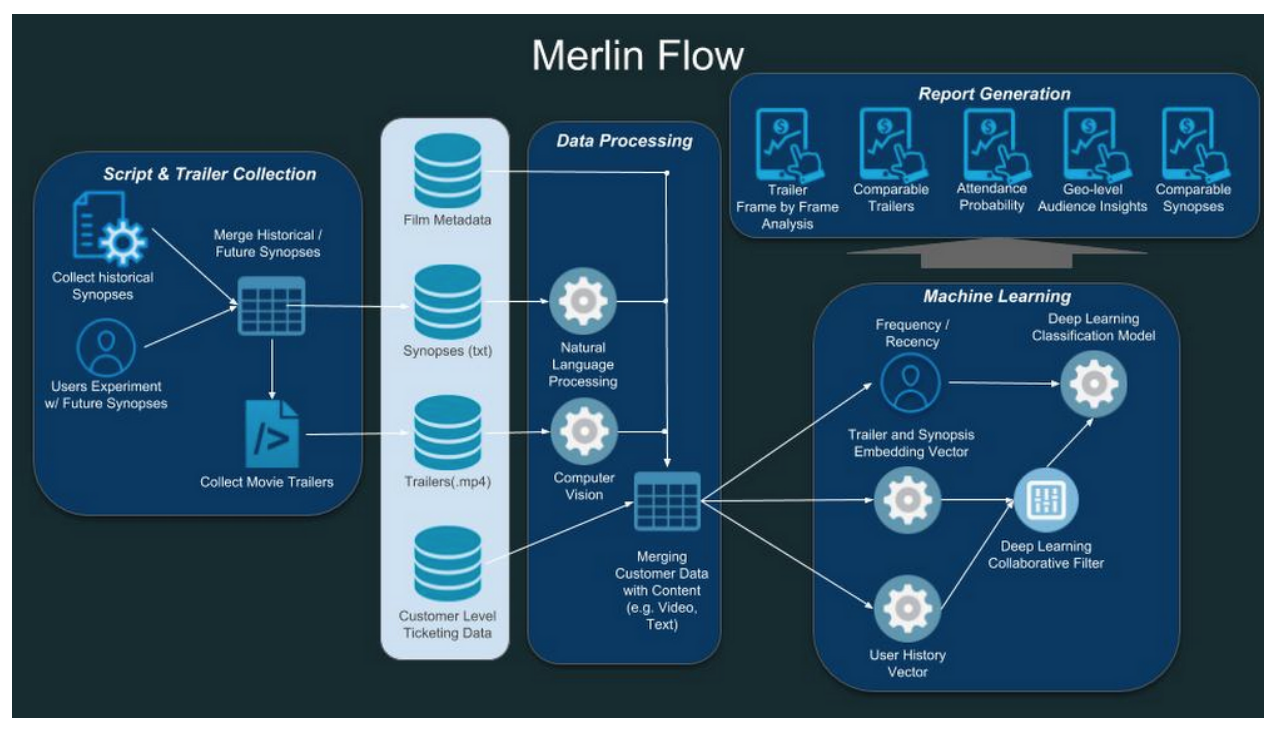 Merlin Flow
Script & Trailer Collection
Collect historical
Synopses
Merge Historical /
Future Synopses
Users Experiment
w/ Future Synopses
</>
Collect Movie Trailers
Film Metadata
Synopses (txt)
Trailers(.mp4)
Customer Level
Ticketing Data
Data Processing
Natural
Language
Processing
Computer
Vision
Merging
Customer Data
with Content
(e.g. Video,
Text)
Report Generation
$
Trailer
Frame by Frame
Analysis
$
Comparable
Trailers
$
Attendance
Probability
$
Geo-level
Audience Insights
$
Comparable
Synopses
Machine Learning
Frequency /
Recency
Deep Learning
Classification Model
Trailer and Synopsis
Embedding Vector
Deep Learning
Collaborative Filter
User History
Vector